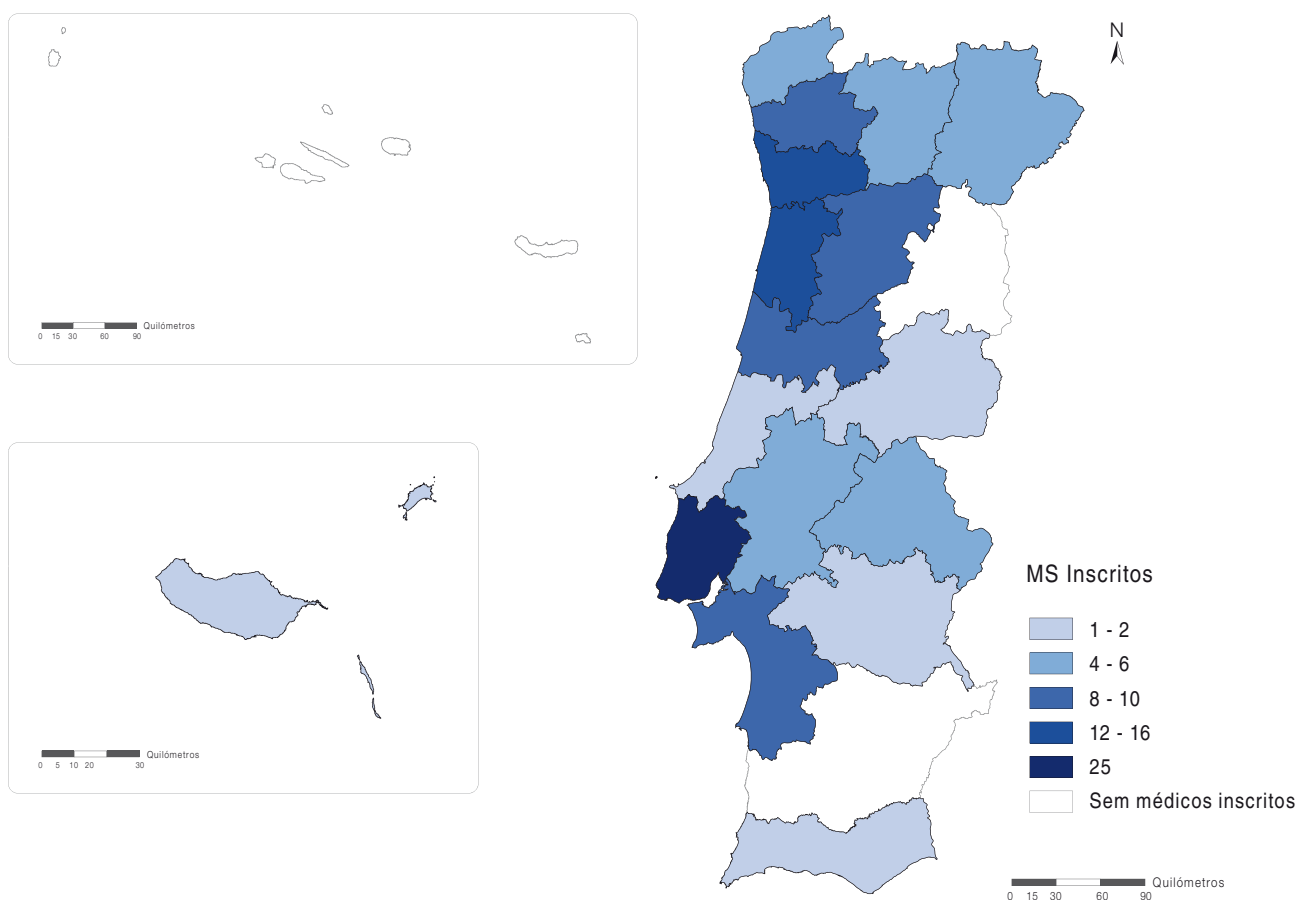 N
Quilómetros
0 15 30 60 90
MS Inscritos
1 - 2
4 - 6
8 - 10
12 - 16
25
Sem médicos inscritos
Quilómetros
0 5 10 20 30
Quilómetros
0 15 30 60 90